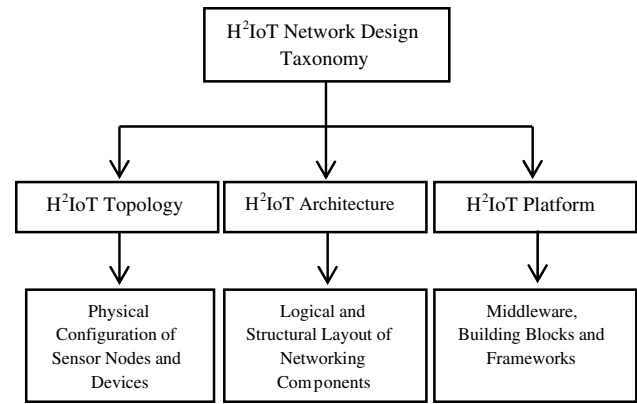 H²IoT Network Design
Taxonomy
H²IoT Topology
H²IoT Architecture
H²IoT Platform
Physical
Configuration of
Sensor Nodes and
Devices
Logical and
Structural Layout of
Networking
Components
Middleware,
Building Blocks and
Frameworks